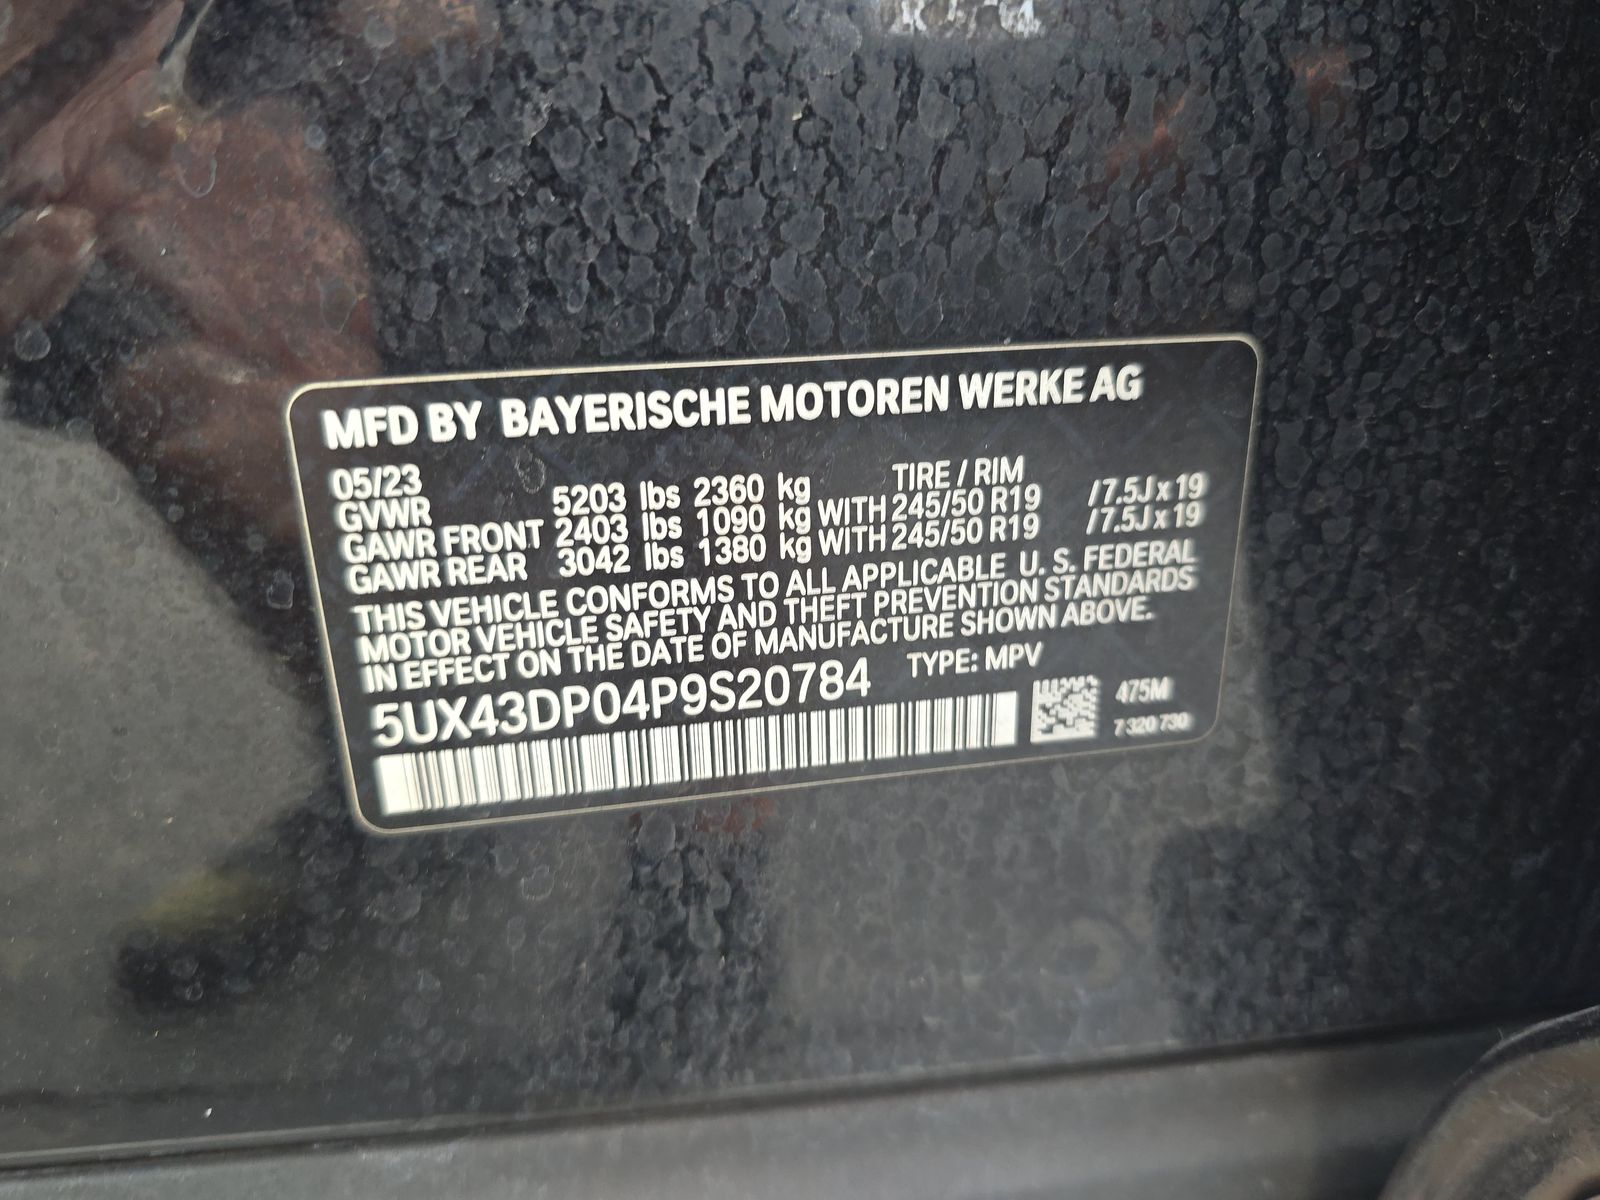 MFD BY BAYERISCHE MOTOREN WERKE AG
05/23 TIRE / RIM
GVWR 5203 lbs 2360 kg
GAWR FRONT 2403 lbs 1090 kg WITH 245/50 R19 / 7.5J x 19
GAWR REAR 3042 lbs 1380 kg WITH 245/50 R19 / 7.5J x 19
THIS VEHICLE CONFORMS TO ALL APPLICABLE U. S. FEDERAL
MOTOR VEHICLE SAFETY AND THEFT PREVENTION STANDARDS
IN EFFECT ON THE DATE OF MANUFACTURE SHOWN ABOVE.
5UX43DP04P9S20784 TYPE: MPV
475M
7 320 730